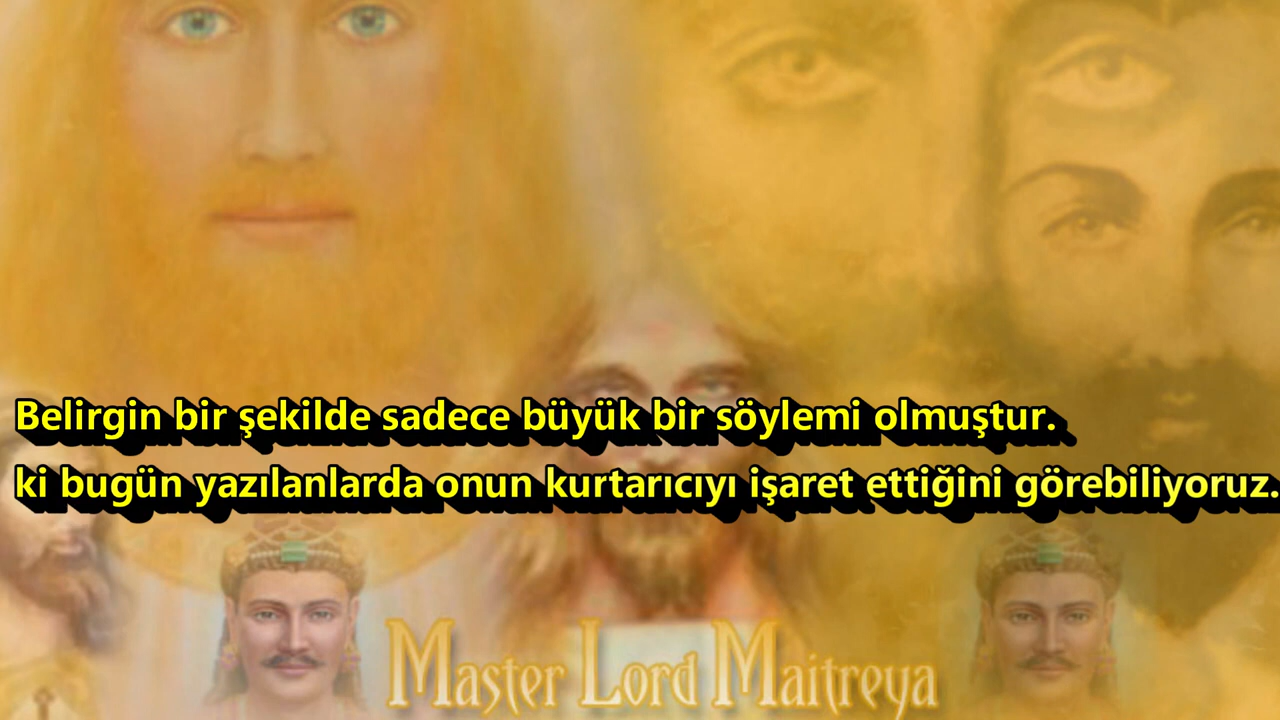 Belirgin bir şekilde sadece büyük bir söylemi olmuştur.
ki bugün yazılanlarda onun kurtarıcıyı işaret ettiğini görebiliyoruz.
Master Lord Maitreya